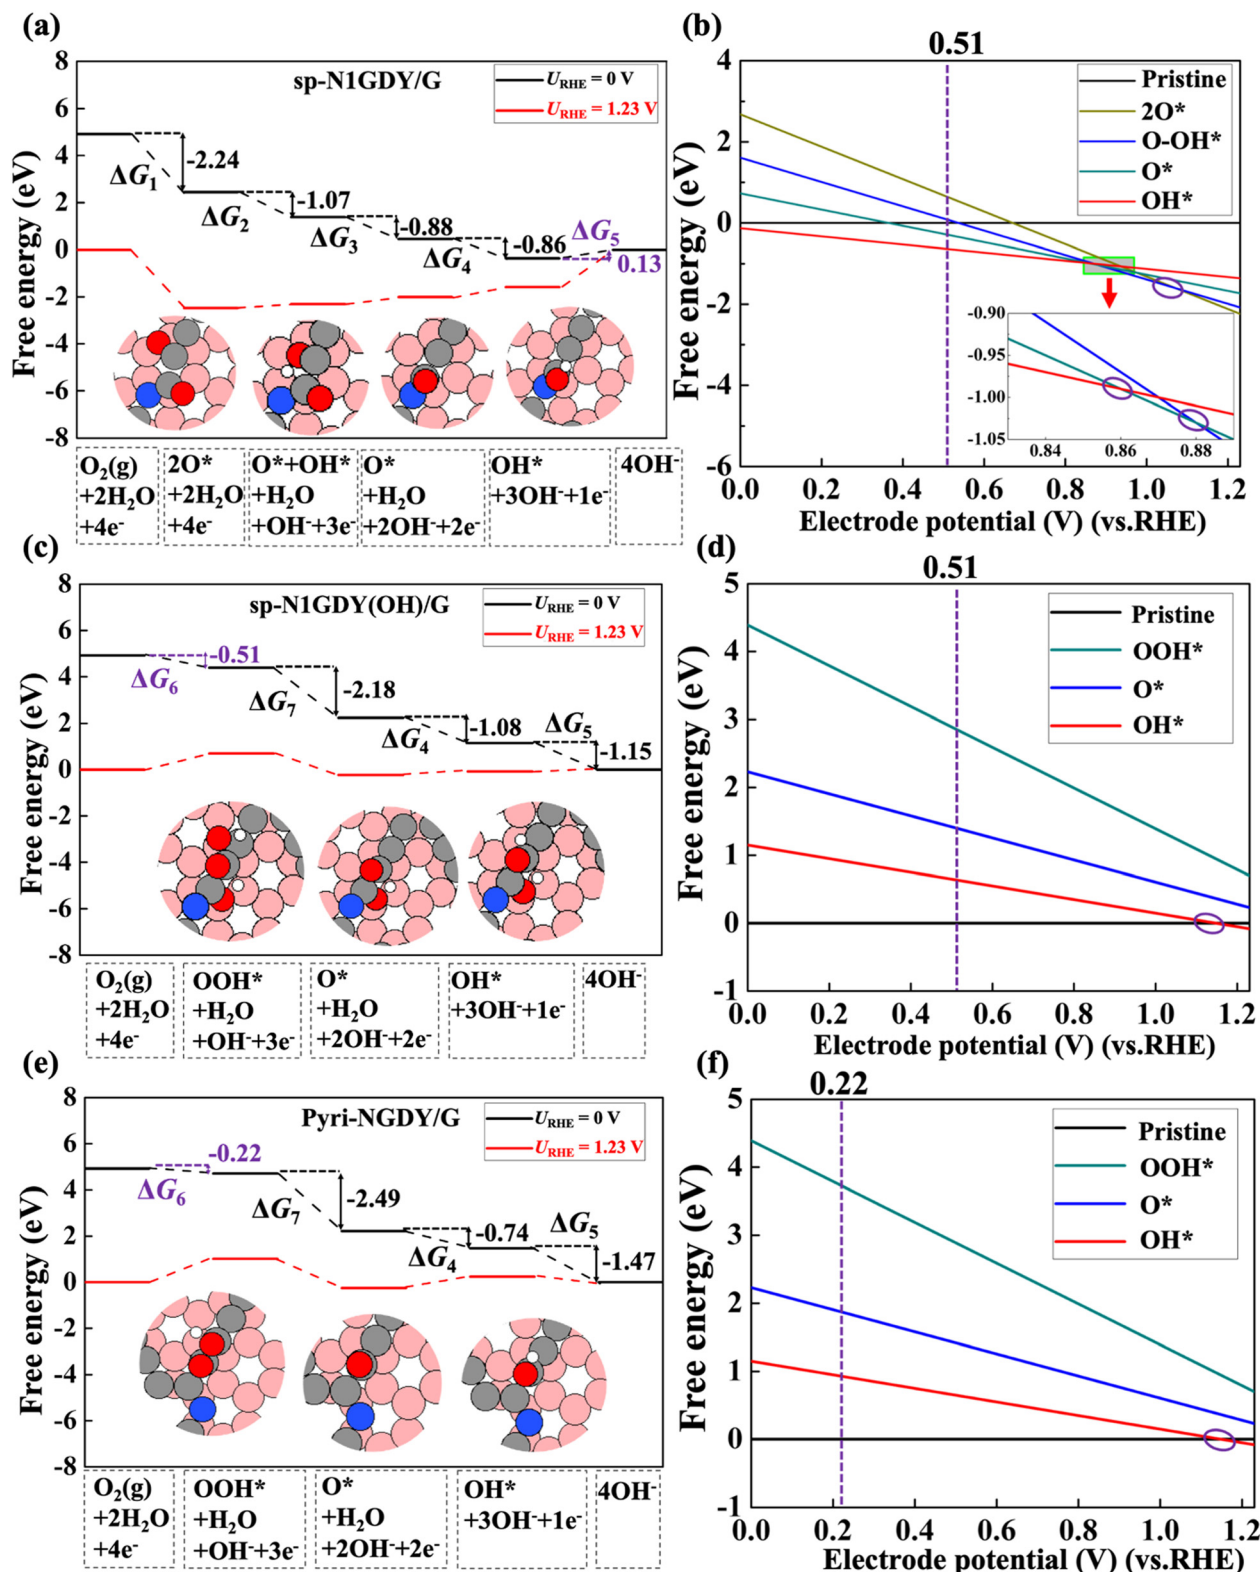 (a)
sp-N1GDY/G
U_RHE = 0 V
U_RHE = 1.23 V
Free energy (eV)
8
6
4
2
0
-2
-4
-6
-8
ΔG₁
-2.24
ΔG₂
-1.07
ΔG₃
-0.88
ΔG₄
-0.86
ΔG₅
0.13
O₂(g)
+2H₂O
+4e⁻
2O*
+2H₂O
+4e⁻
O*+OH*
+H₂O
+OH⁻+3e⁻
O*
+H₂O
+2OH⁻+2e⁻
OH*
+3OH⁻+1e⁻
4OH⁻
(b)
0.51
Pristine
2O*
O-OH*
O*
OH*
Free energy (eV)
4
2
0
-2
-4
-6
-0.90
-0.95
-1.00
-1.05
0.84 0.86 0.88
0.0 0.2 0.4 0.6 0.8 1.0 1.2
Electrode potential (V) (vs.RHE)
(c)
sp-N1GDY(OH)/G
U_RHE = 0 V
U_RHE = 1.23 V
Free energy (eV)
8
6
4
2
0
-2
-4
-6
-8
ΔG₆
-0.51
ΔG₇
-2.18
ΔG₄
-1.08
ΔG₅
-1.15
O₂(g)
+2H₂O
+4e⁻
OOH*
+H₂O
+OH⁻+3e⁻
O*
+H₂O
+2OH⁻+2e⁻
OH*
+3OH⁻+1e⁻
4OH⁻
(d)
0.51
Pristine
OOH*
O*
OH*
Free energy (eV)
5
4
3
2
1
0
-1
0.0 0.2 0.4 0.6 0.8 1.0 1.2
Electrode potential (V) (vs.RHE)
(e)
Pyri-NGDY/G
U_RHE = 0 V
U_RHE = 1.23 V
Free energy (eV)
8
6
4
2
0
-2
-4
-6
-8
ΔG₆
-0.22
ΔG₇
-2.49
ΔG₄
-0.74
ΔG₅
-1.47
O₂(g)
+2H₂O
+4e⁻
OOH*
+H₂O
+OH⁻+3e⁻
O*
+H₂O
+2OH⁻+2e⁻
OH*
+3OH⁻+1e⁻
4OH⁻
(f)
0.22
Pristine
OOH*
O*
OH*
Free energy (eV)
5
4
3
2
1
0
-1
0.0 0.2 0.4 0.6 0.8 1.0 1.2
Electrode potential (V) (vs.RHE)